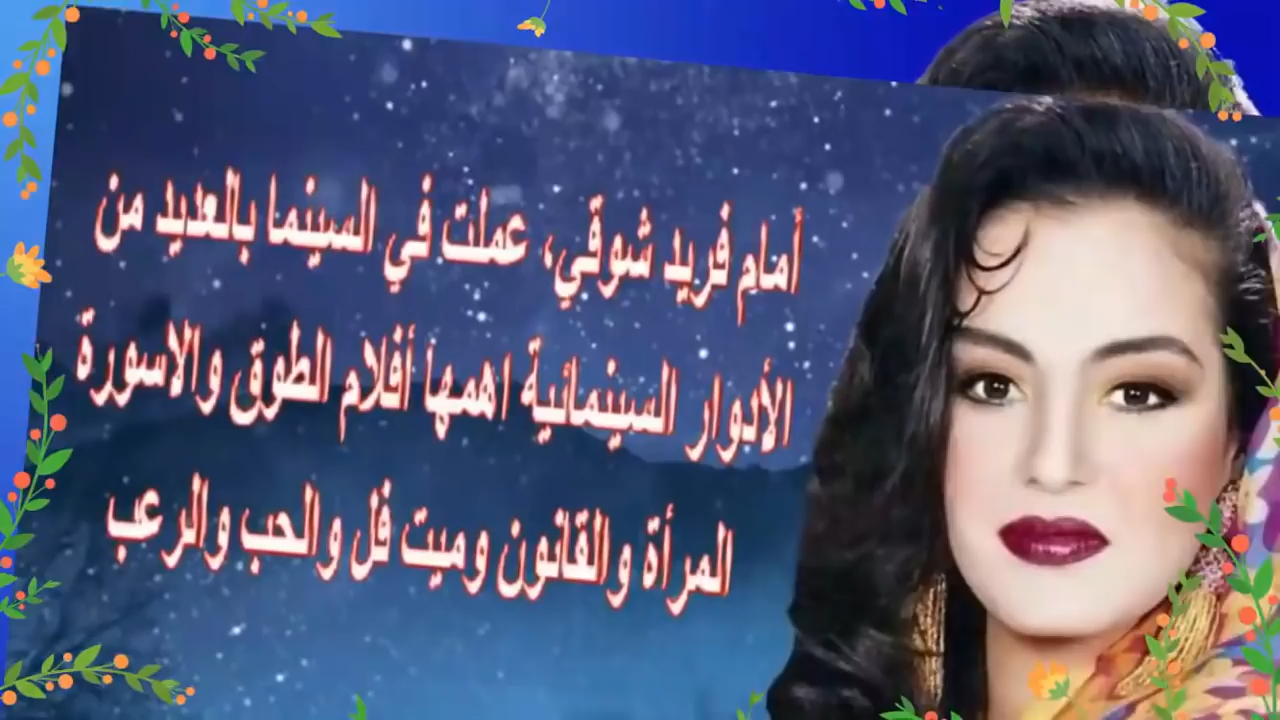 أمام فريد شوقي، عملت في السينما بالعديد من
الأدوار السينمائية اهمها أفلام الطوق والاسورة
المرأة والقانون وميت فل والحب والرعب